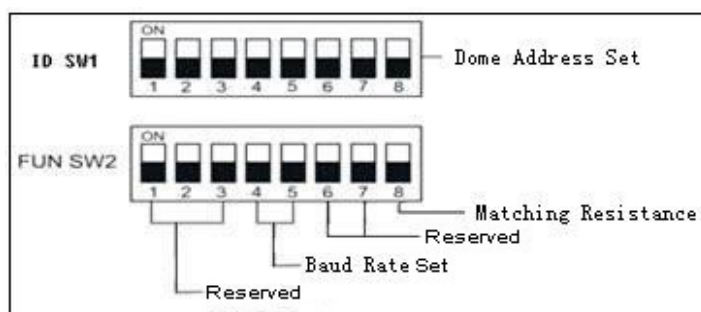 ON
ID SW1
Dome Address Set
1 2 3 4 5 6 7 8
ON
FUN SW2
1 2 3 4 5 6 7 8
Matching Resistance
Reserved
Baud Rate Set
Reserved